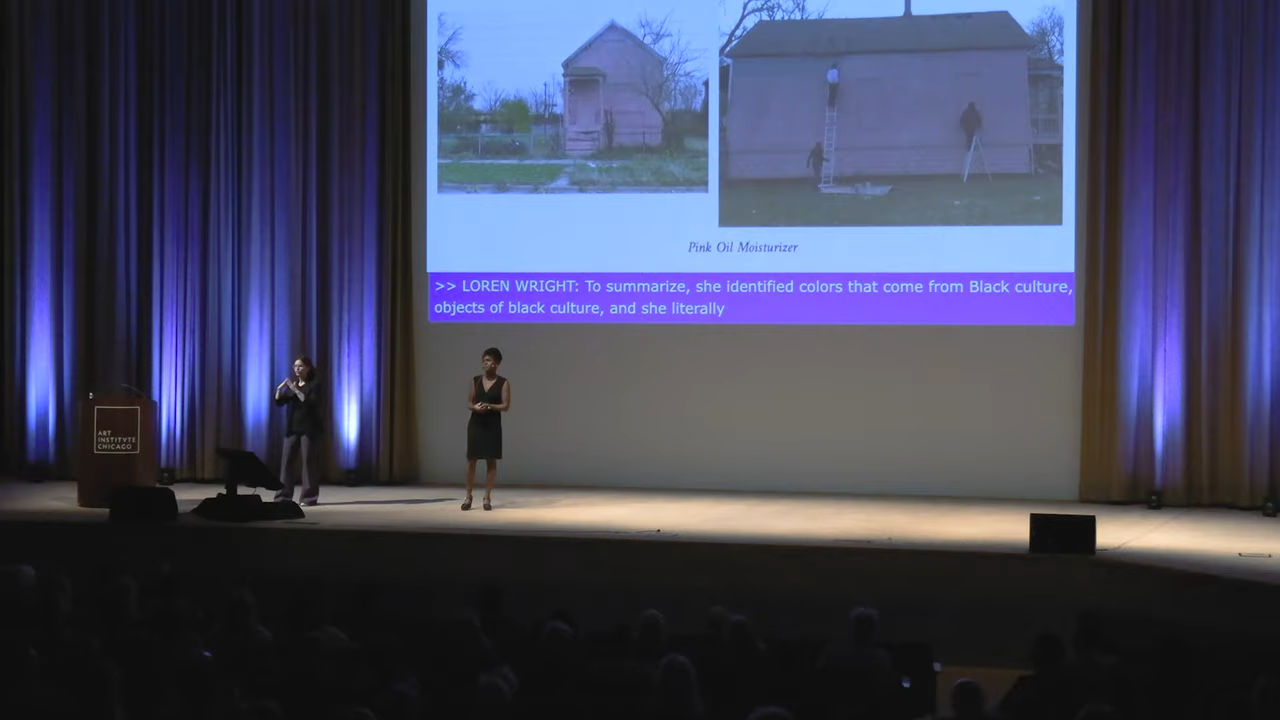 Pink Oil Moisturizer
>> LOREN WRIGHT: To summarize, she identified colors that come from Black culture,
objects of black culture, and she literally
ART
INSTITVTE
CHICAGO